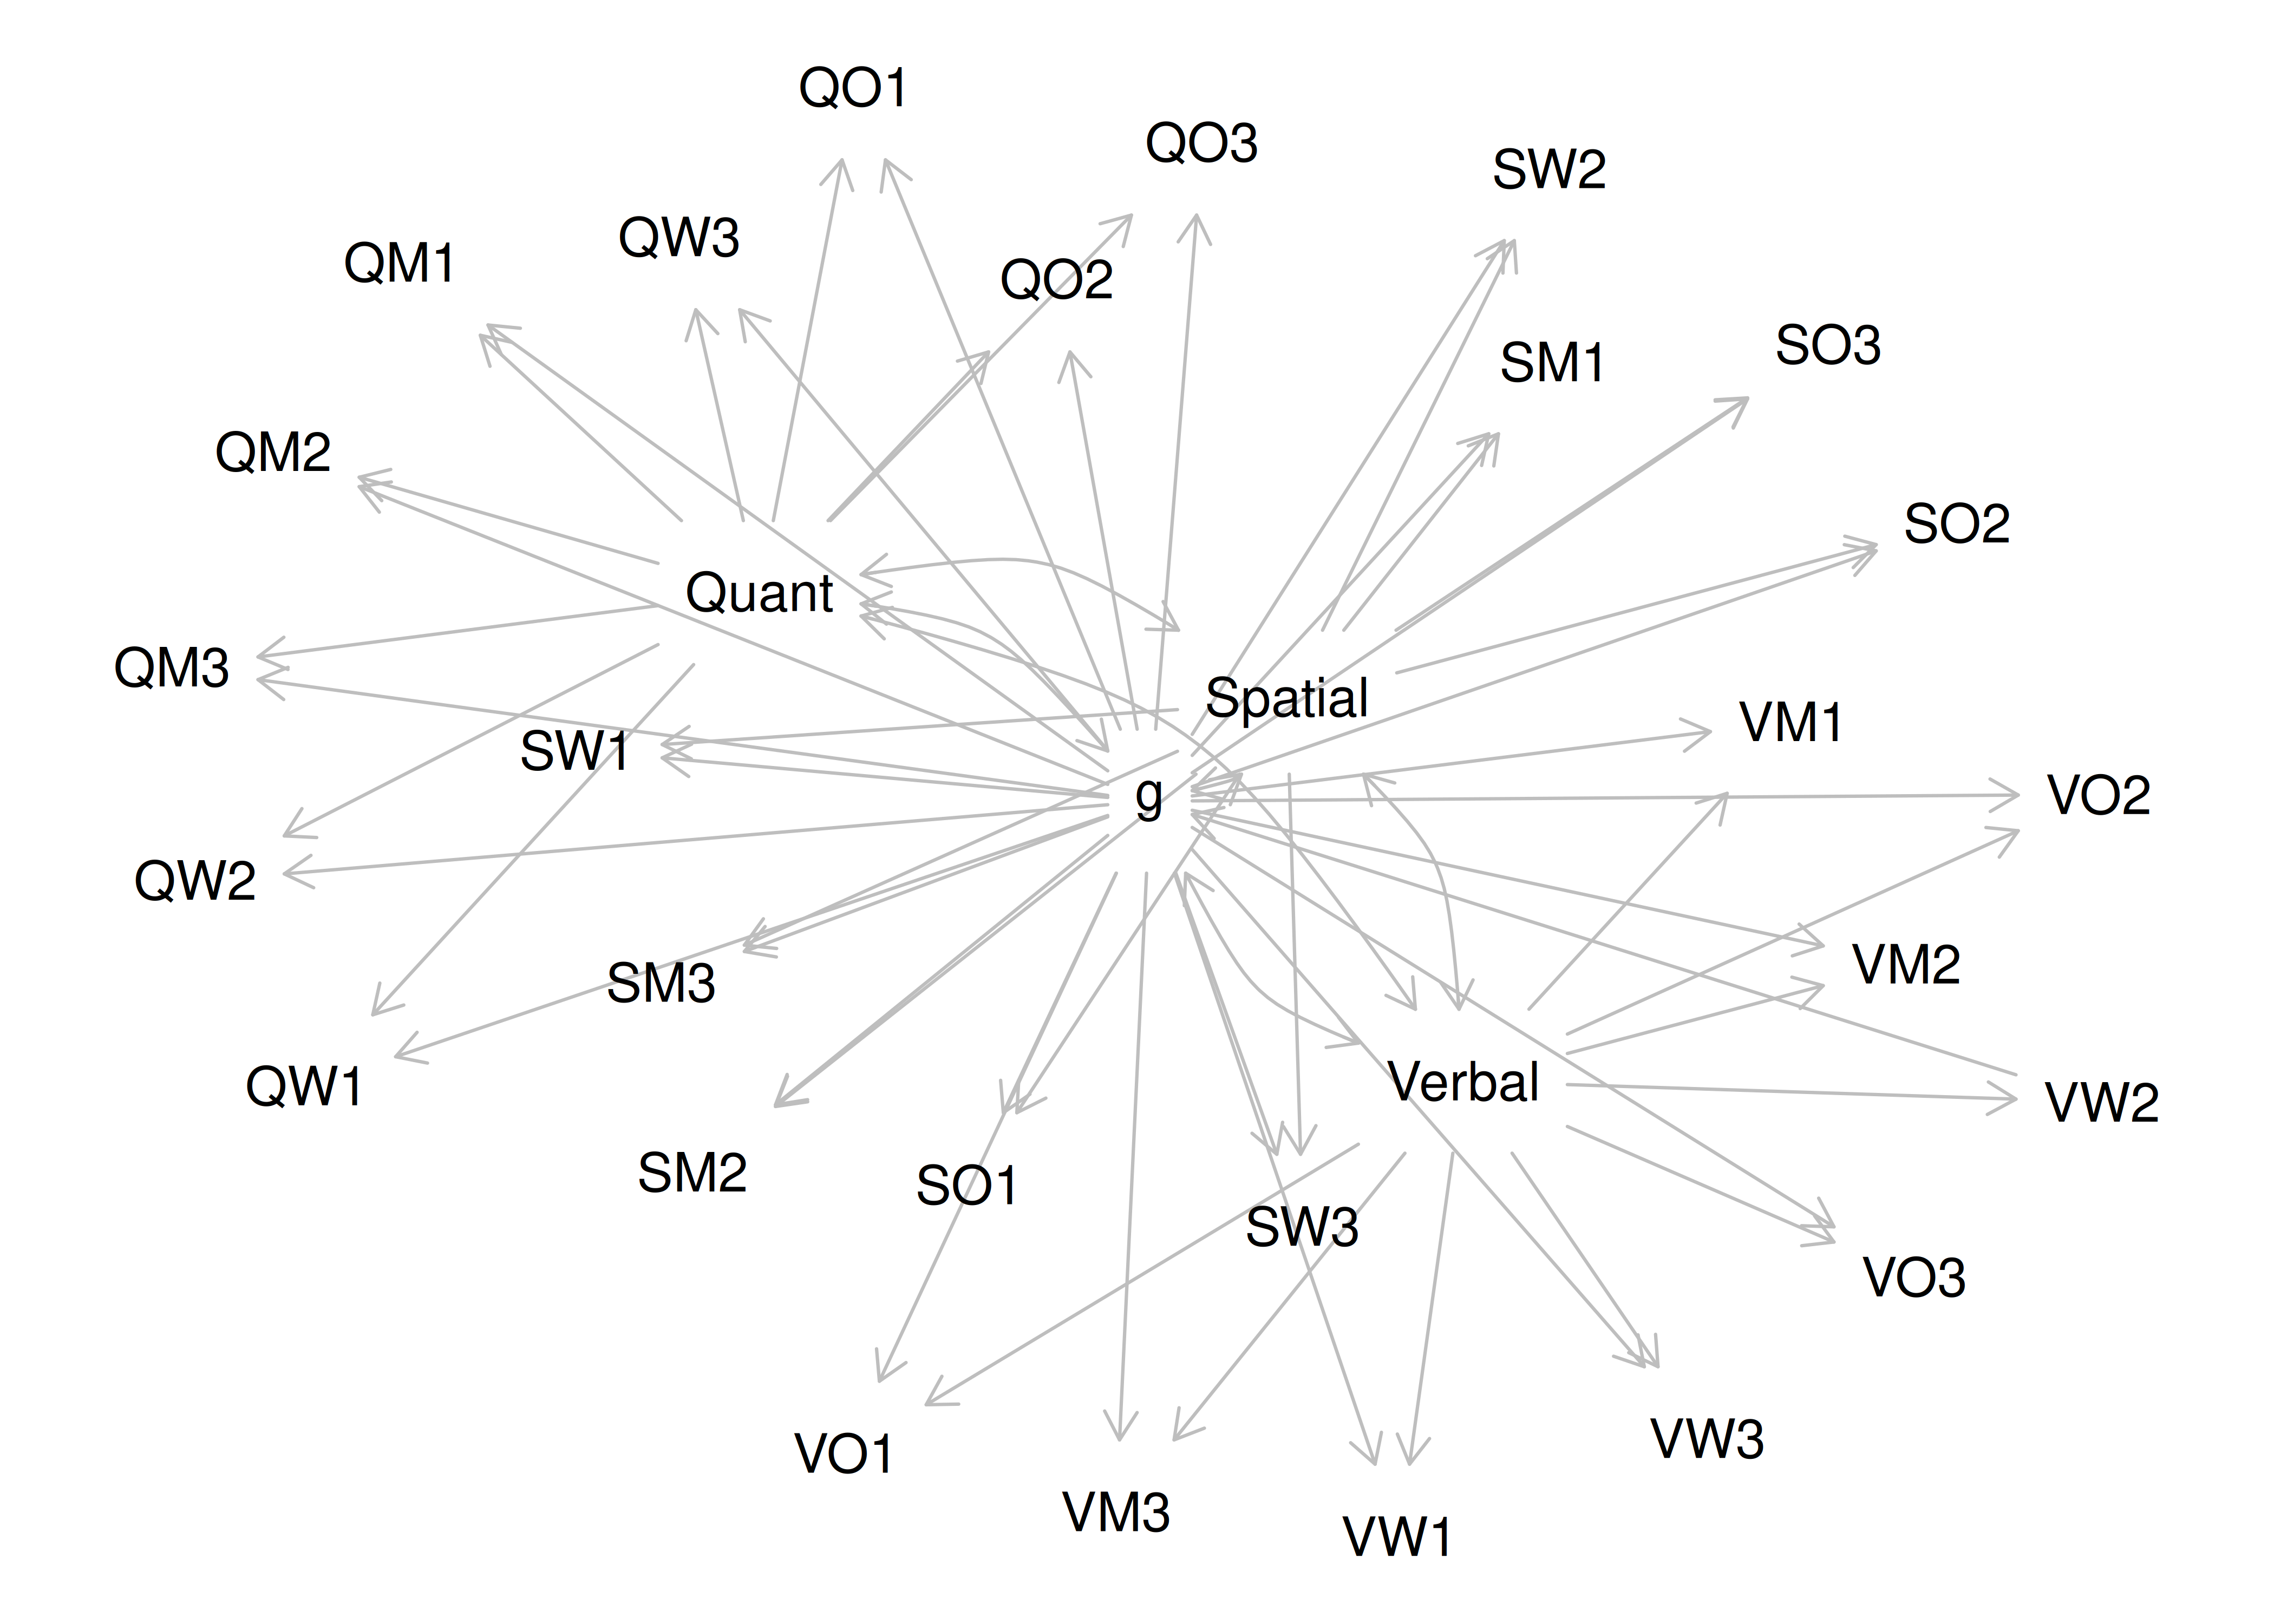 QO1
QO3
SW2
QW3
QM1
QO2
SO3
SM1
QM2
SO2
Quant
QM3
Spatial
VM1
SW1
g
VO2
QW2
VM2
SM3
Verbal
QW1
VW2
SM2
SO1
SW3
VO3
VO1
VW3
VM3
VW1